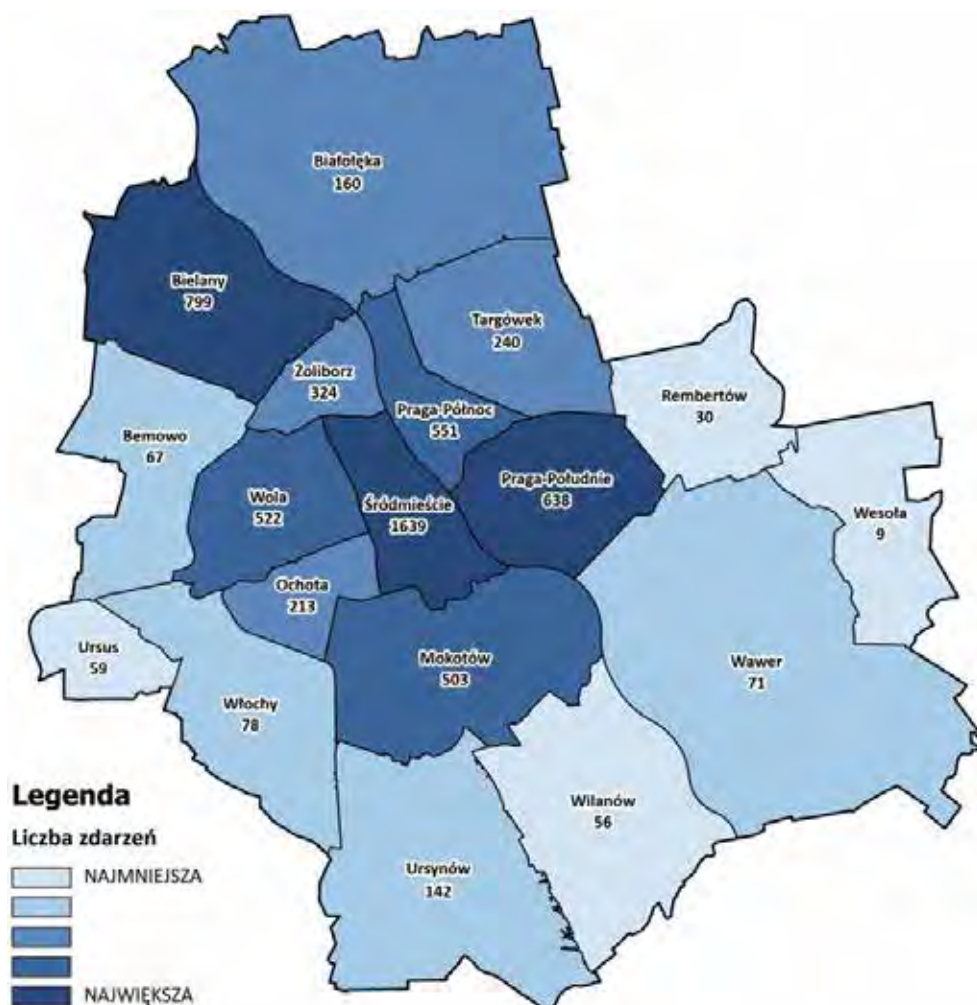 Białołęka
160
Bielany
799
Targówek
240
Żoliborz
324
Rembertów
30
Praga-Północ
551
Bemowo
67
Praga-Południe
638
Wola
522
Śródmieście
1639
Wesoła
9
Ochota
213
Ursus
59
Mokotów
503
Wawer
71
Włochy
78
Wilanów
56
Ursynów
142
Legenda
Liczba zdarzeń
NAJMNIEJSZA
NAJWIĘKSZA